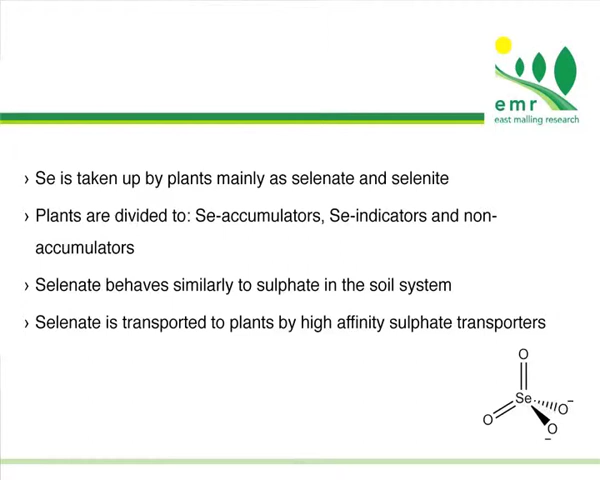 emr
east malling research
› Se is taken up by plants mainly as selenate and selenite
› Plants are divided to: Se-accumulators, Se-indicators and non-
accumulators
› Selenate behaves similarly to sulphate in the soil system
› Selenate is transported to plants by high affinity sulphate transporters
O
Se
O
O
−
O
−